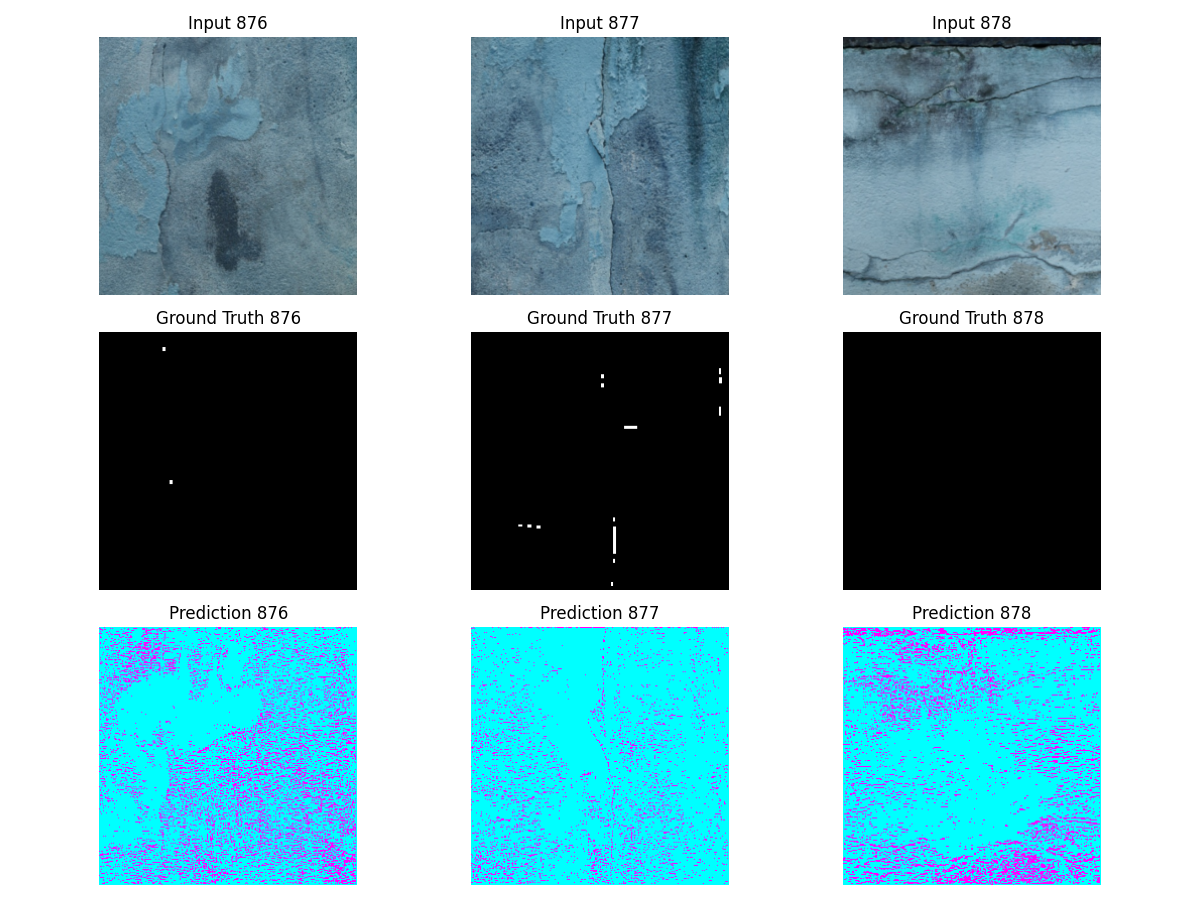 Input 876
Input 877
Input 878
Ground Truth 876
Ground Truth 877
Ground Truth 878
Prediction 876
Prediction 877
Prediction 878